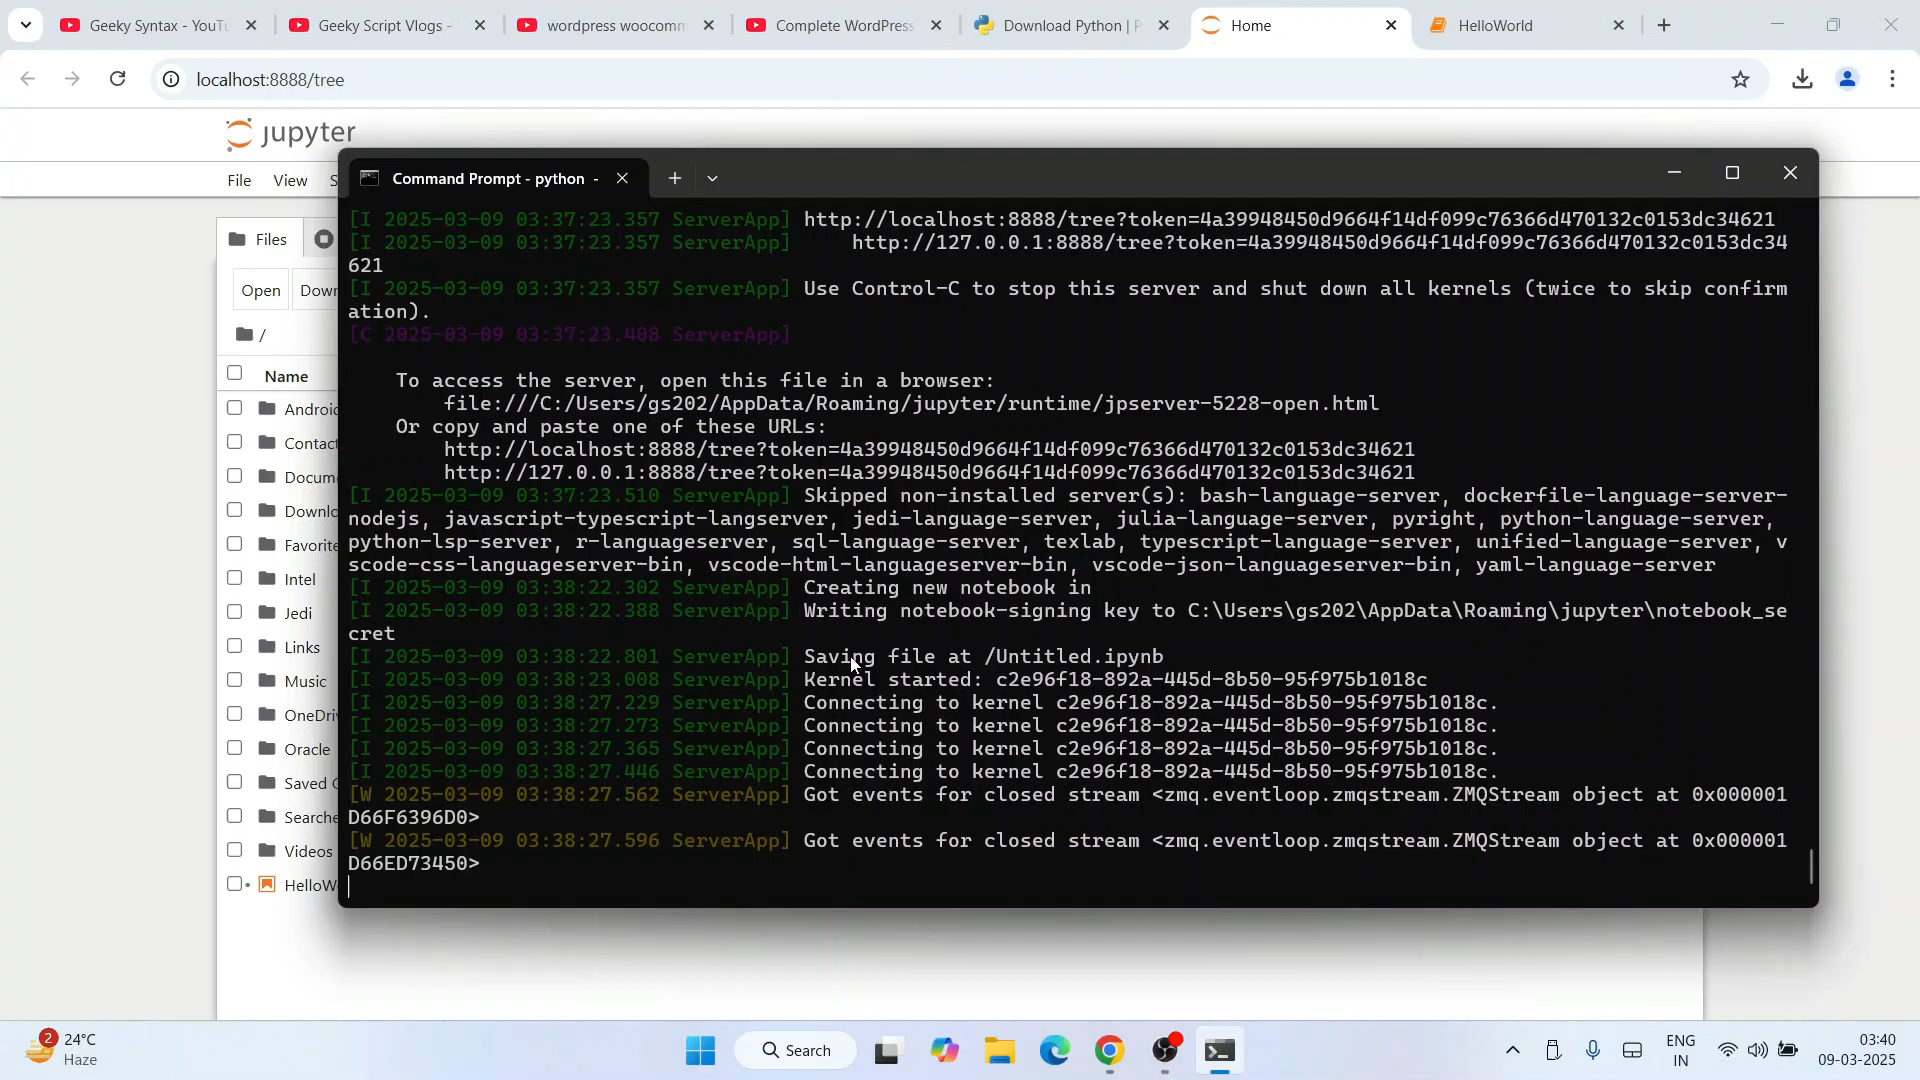 Geeky Syntax - YouTu
Geeky Script Vlogs -
wordpress woocomm
Complete WordPress
Download Python | P
Home
HelloWorld
localhost:8888/tree
jupyter
File View S
Command Prompt - python -
Files
Open Down
/
Name
Androi
Contac
Docum
Downlo
Favorite
Intel
Jedi
Links
Music
OneDri
Oracle
Saved
Searche
Videos
HelloWo
[I 2025-03-09 03:37:23.357 ServerApp] http://localhost:8888/tree?token=4a39948450d9664f14df099c76366d470132c0153dc34621
[I 2025-03-09 03:37:23.357 ServerApp]     http://127.0.0.1:8888/tree?token=4a39948450d9664f14df099c76366d470132c0153dc34
621
[I 2025-03-09 03:37:23.357 ServerApp] Use Control-C to stop this server and shut down all kernels (twice to skip confirm
ation).
[C 2025-03-09 03:37:23.408 ServerApp]
To access the server, open this file in a browser:
file:///C:/Users/gs202/AppData/Roaming/jupyter/runtime/jpserver-5228-open.html
Or copy and paste one of these URLs:
http://localhost:8888/tree?token=4a39948450d9664f14df099c76366d470132c0153dc34621
http://127.0.0.1:8888/tree?token=4a39948450d9664f14df099c76366d470132c0153dc34621
[I 2025-03-09 03:37:23.510 ServerApp] Skipped non-installed server(s): bash-language-server, dockerfile-language-server-
nodejs, javascript-typescript-langserver, jedi-language-server, julia-language-server, pyright, python-language-server,
python-lsp-server, r-languageserver, sql-language-server, texlab, typescript-language-server, unified-language-server, v
scode-css-languageserver-bin, vscode-html-languageserver-bin, vscode-json-languageserver-bin, yaml-language-server
[I 2025-03-09 03:38:22.302 ServerApp] Creating new notebook in
[I 2025-03-09 03:38:22.388 ServerApp] Writing notebook-signing key to C:\Users\gs202\AppData\Roaming\jupyter\notebook_se
cret
[I 2025-03-09 03:38:22.801 ServerApp] Saving file at /Untitled.ipynb
[I 2025-03-09 03:38:23.008 ServerApp] Kernel started: c2e96f18-892a-445d-8b50-95f975b1018c
[I 2025-03-09 03:38:27.229 ServerApp] Connecting to kernel c2e96f18-892a-445d-8b50-95f975b1018c.
[I 2025-03-09 03:38:27.273 ServerApp] Connecting to kernel c2e96f18-892a-445d-8b50-95f975b1018c.
[I 2025-03-09 03:38:27.365 ServerApp] Connecting to kernel c2e96f18-892a-445d-8b50-95f975b1018c.
[I 2025-03-09 03:38:27.446 ServerApp] Connecting to kernel c2e96f18-892a-445d-8b50-95f975b1018c.
[W 2025-03-09 03:38:27.562 ServerApp] Got events for closed stream <zmq.eventloop.zmqstream.ZMQStream object at 0x000001
D66F6396D0>
[W 2025-03-09 03:38:27.596 ServerApp] Got events for closed stream <zmq.eventloop.zmqstream.ZMQStream object at 0x000001
D66ED73450>
2
24°C
Haze
Search
ENG
IN
03:40
09-03-2025